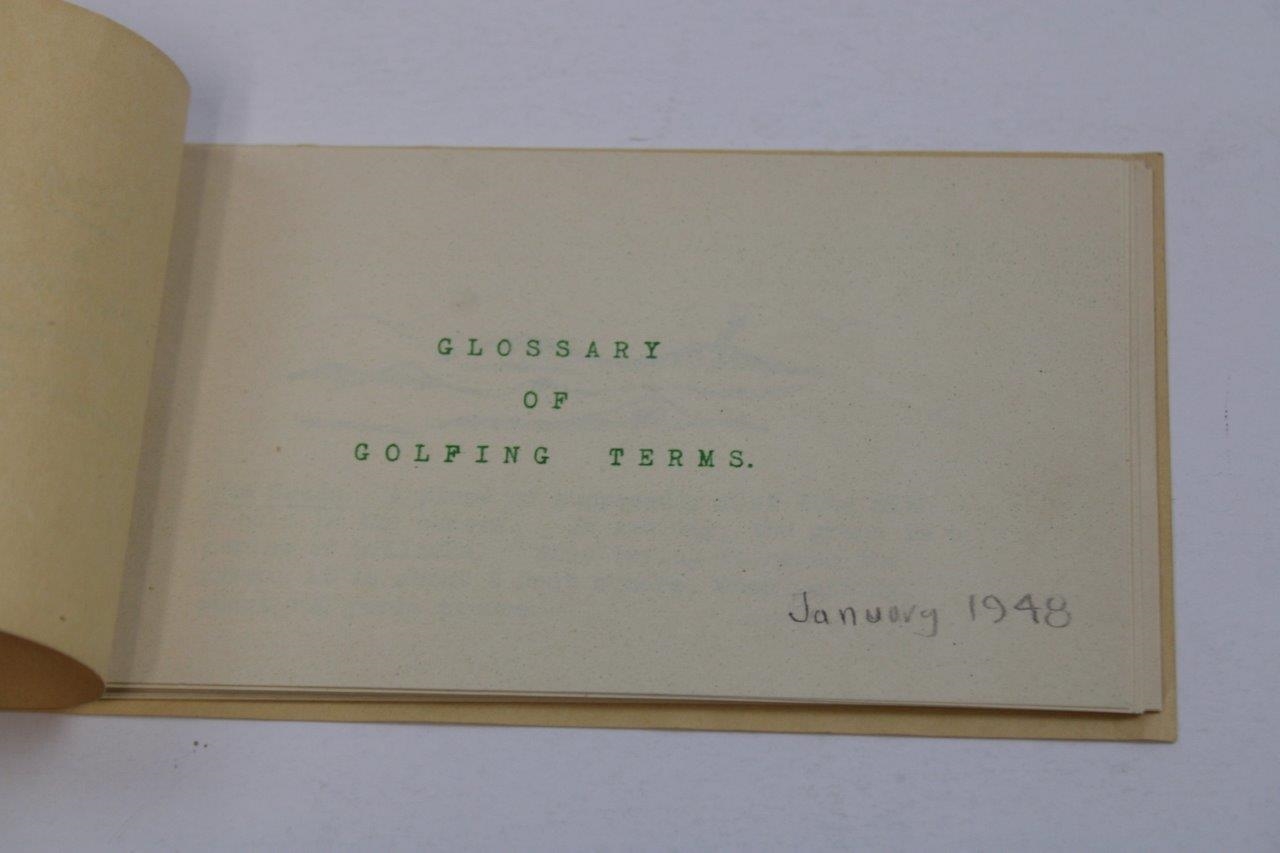 GLOSSARY
OF
GOLFING TERMS.
January 1948